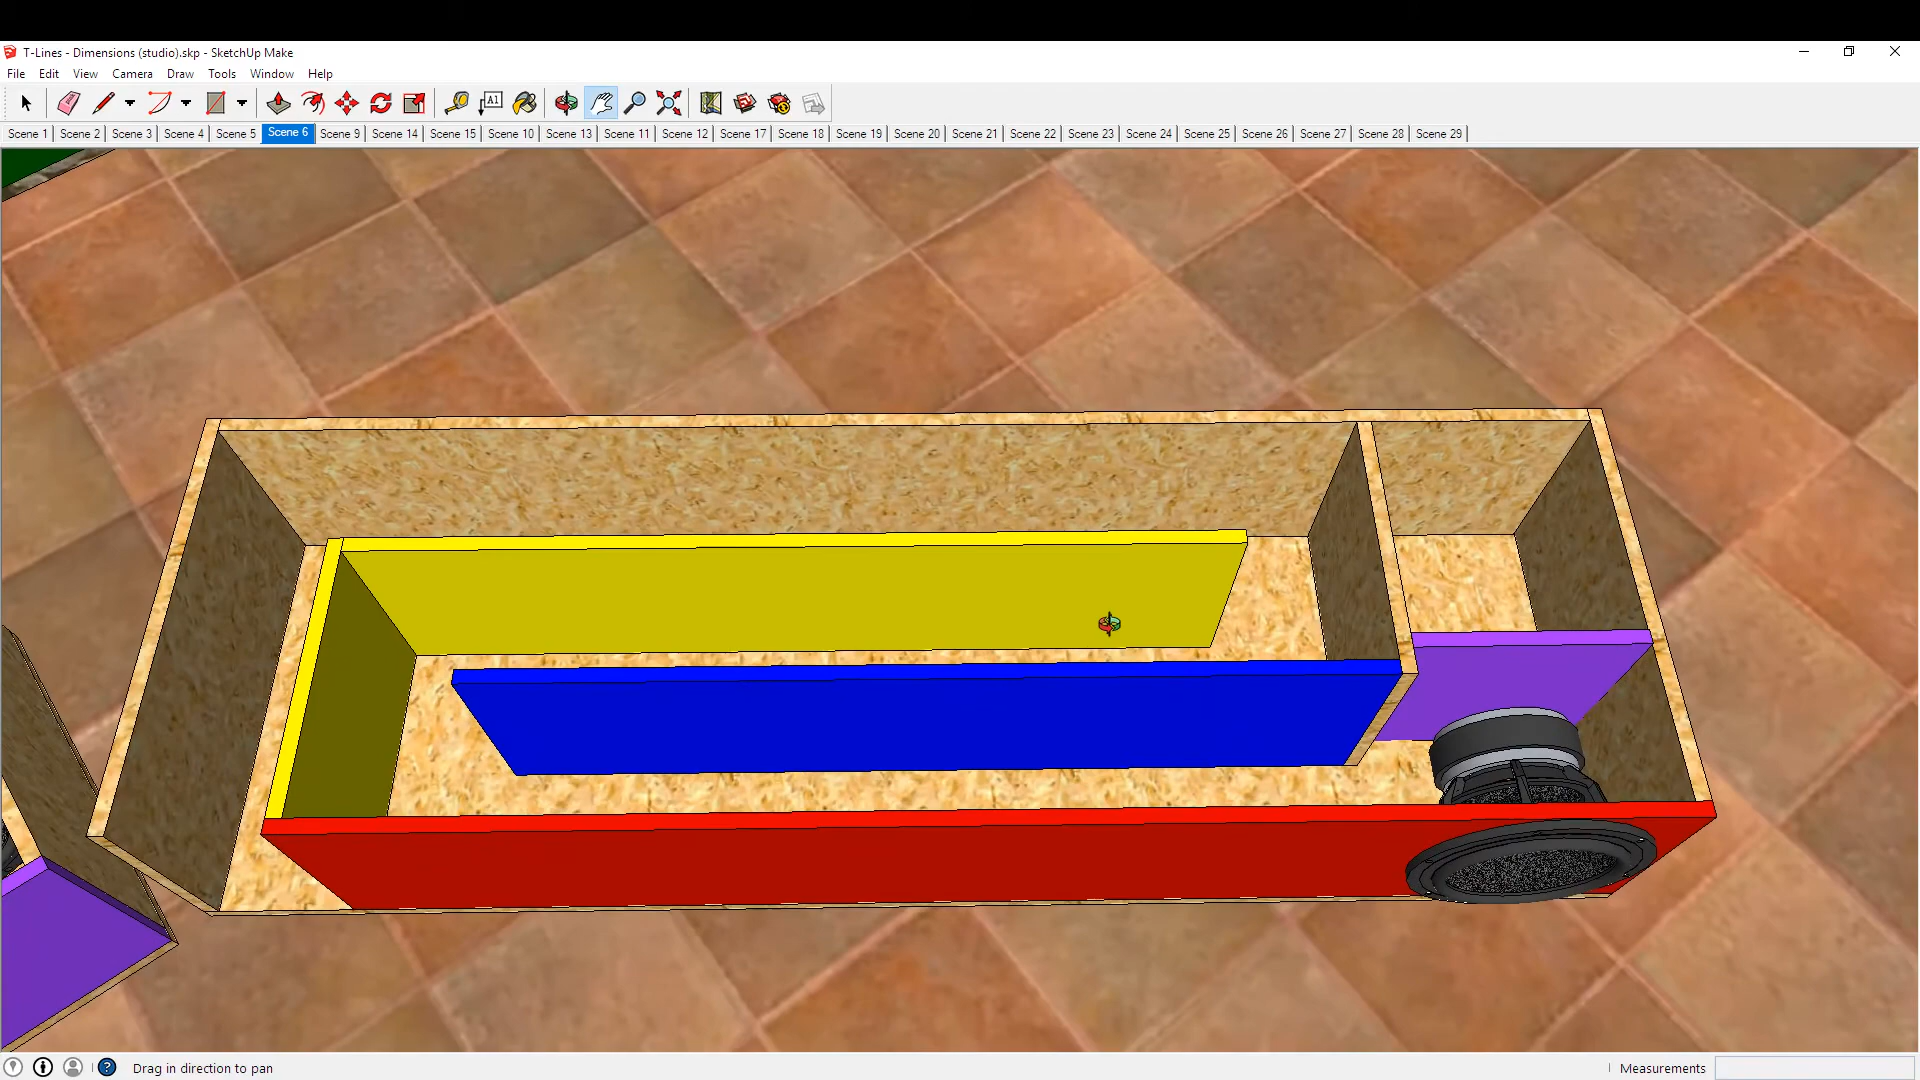 T-Lines - Dimensions (studio).skp - SketchUp Make
File Edit View Camera Draw Tools Window Help
A1
Scene 1 Scene 2 Scene 3 Scene 4 Scene 5 Scene 6 Scene 9 Scene 14 Scene 15 Scene 10 Scene 13 Scene 11 Scene 12 Scene 17 Scene 18 Scene 19 Scene 20 Scene 21 Scene 22 Scene 23 Scene 24 Scene 25 Scene 26 Scene 27 Scene 28 Scene 29
? Drag in direction to pan Measurements